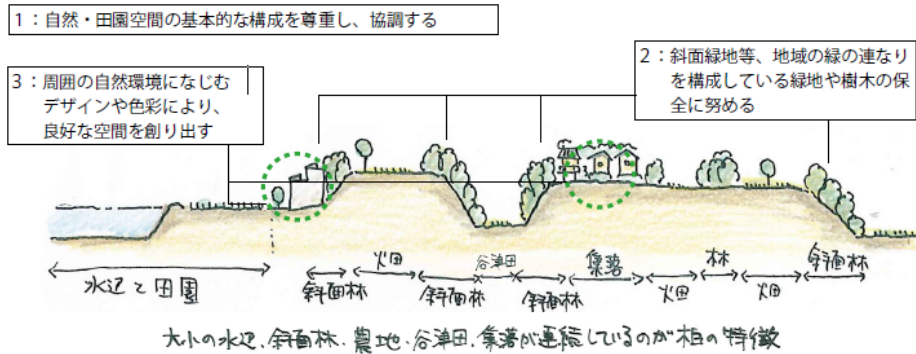 1：自然・田園空間の基本的な構成を尊重し、協調する
2：斜面緑地等、地域の緑の連なり
を構成している緑地や樹木の保
全に努める
3：周囲の自然環境になじむ
デザインや色彩により、
良好な空間を創り出す
水辺と田園
斜面林
畑
斜面林
谷津田
斜面林
集落
畑
林
畑
斜面林
大小の水辺、斜面林、農地、谷津田、集落が連続しているのが柏の特徴